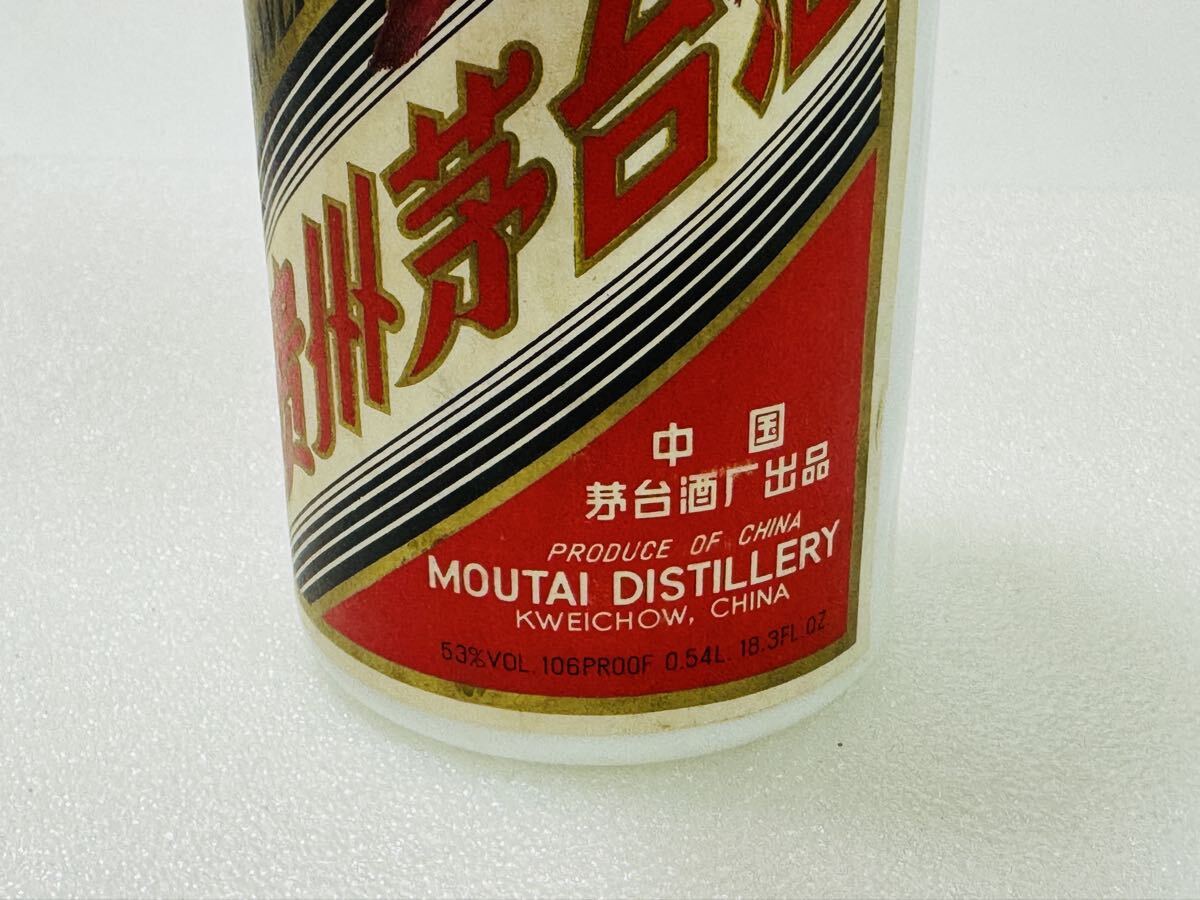 贵州茅台酒
中国
茅台酒厂出品
PRODUCE OF CHINA
MOUTAI DISTILLERY
KWEICHOW, CHINA
53%VOL. 106PROOF 0.54L. 18.3FL.OZ.